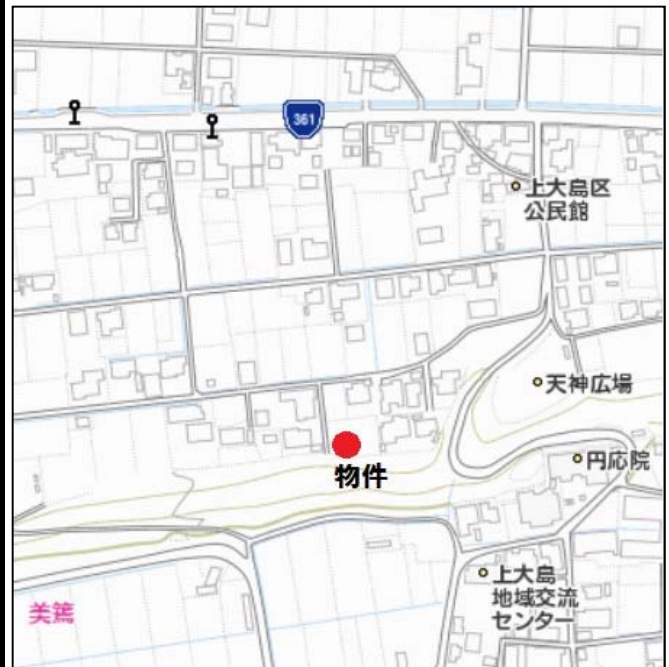 361
上大島区
公民館
天神広場
物件
円応院
上大島
地域交流
センター
美篶